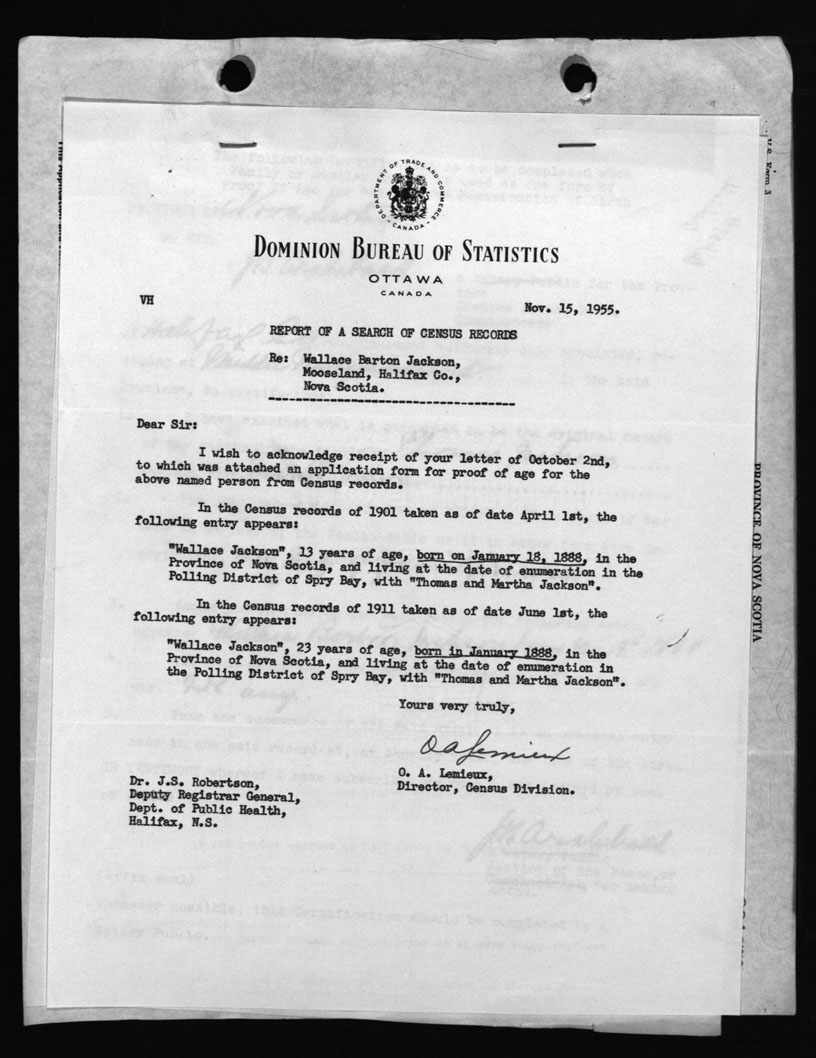 DEPARTMENT OF TRADE AND COMMERCE
CANADA
DOMINION BUREAU OF STATISTICS
OTTAWA
CANADA
VH
Nov. 15, 1955.
REPORT OF A SEARCH OF CENSUS RECORDS
Re: Wallace Barton Jackson,
Mooseland, Halifax Co.,
Nova Scotia.
Dear Sir:
I wish to acknowledge receipt of your letter of October 2nd,
to which was attached an application form for proof of age for the
above named person from Census records.
In the Census records of 1901 taken as of date April 1st, the
following entry appears:
"Wallace Jackson", 13 years of age, born on January 18, 1888, in the
Province of Nova Scotia, and living at the date of enumeration in the
Polling District of Spry Bay, with "Thomas and Martha Jackson".
In the Census records of 1911 taken as of date June 1st, the
following entry appears:
"Wallace Jackson", 23 years of age, born in January 1888, in the
Province of Nova Scotia, and living at the date of enumeration in
the Polling District of Spry Bay, with "Thomas and Martha Jackson".
Yours very truly,
O A Lemieux
O. A. Lemieux,
Director, Census Division.
Dr. J.S. Robertson,
Deputy Registrar General,
Dept. of Public Health,
Halifax, N.S.
Form 3
PROVINCE OF NOVA SCOTIA